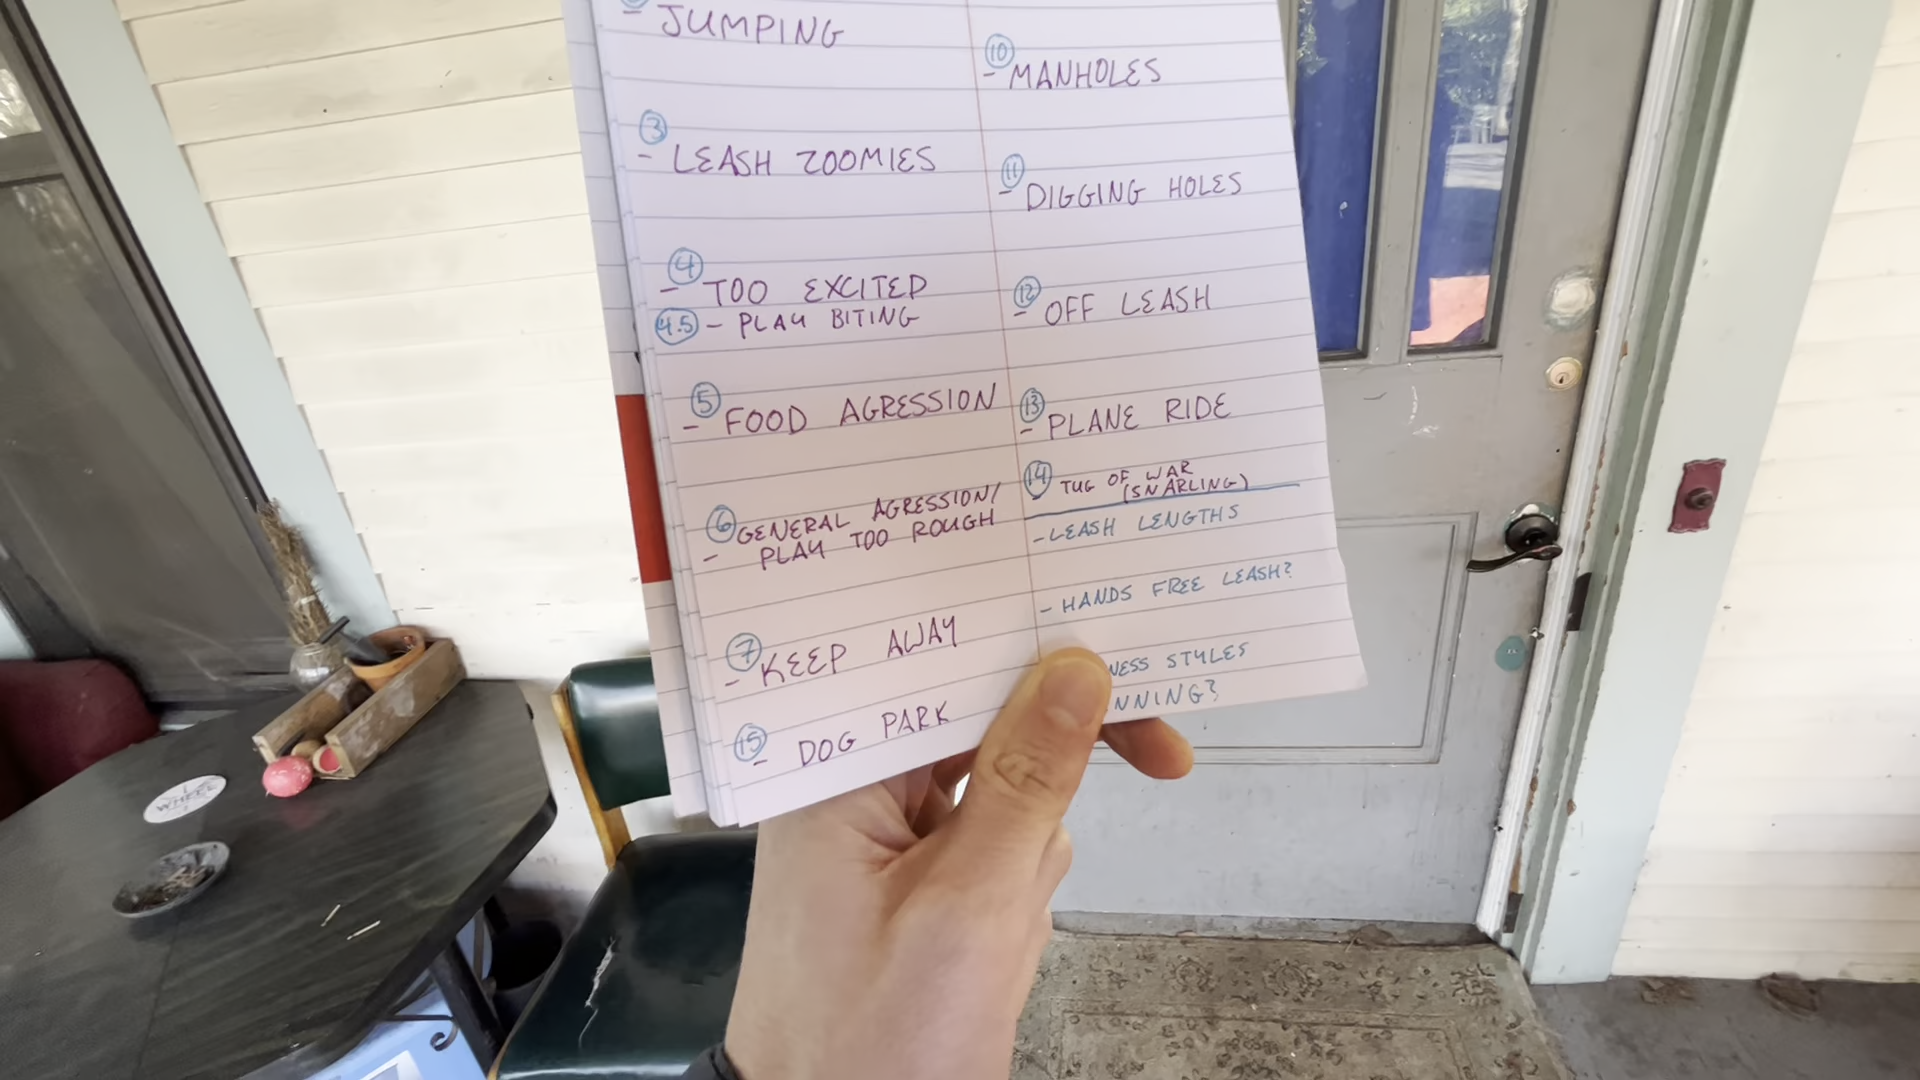 - JUMPING
③
- LEASH ZOOMIES
④
- TOO EXCITED
4.5 - PLAY BITING
⑤
- FOOD AGRESSION
⑥ GENERAL AGRESSION/
- PLAY TOO ROUGH
⑦
- KEEP AWAY
⑮
- DOG PARK
⑩
- MANHOLES
⑪
- DIGGING HOLES
⑫
- OFF LEASH
⑬
- PLANE RIDE
⑭ TUG OF WAR
- (SNARLING)
- LEASH LENGTHS
- HANDS FREE LEASH?
STYLES
WHEEL